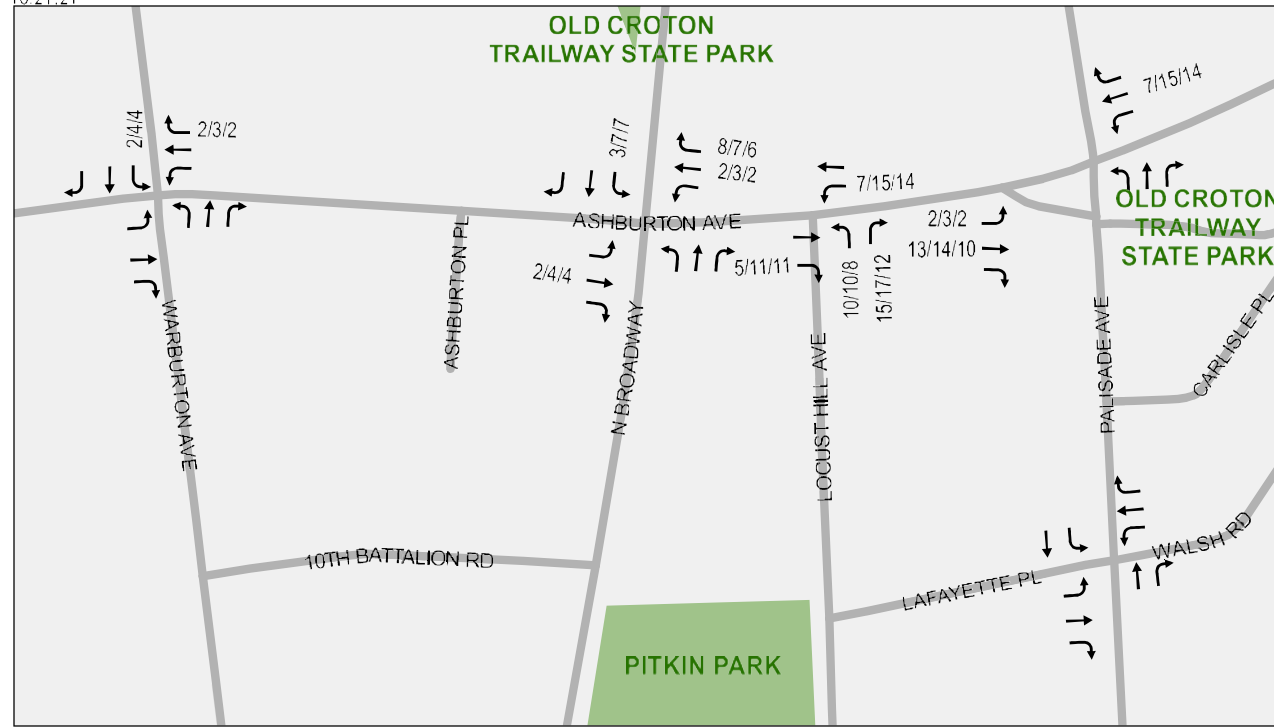 OLD CROTON
TRAILWAY STATE PARK
7/15/14
2/4/4
2/3/2
3/7/7
8/7/6
2/3/2
7/15/14
OLD CROTON
TRAILWAY
STATE PARK
ASHBURTON AVE
2/3/2
13/14/10
5/11/11
2/4/4
10/10/8
15/17/12
ASHBURTON PL
WARBURTON AVE
N BROADWAY
LOCUST HILL AVE
PALISADE AVE
CARLISLE PL
10TH BATTALION RD
WALSH RD
LAFAYETTE PL
PITKIN PARK